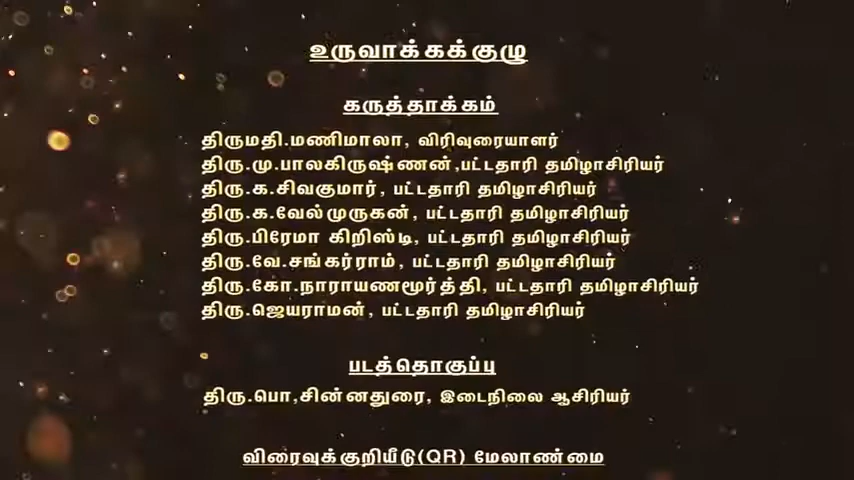 உருவாக்கக்குழு
கருத்தாக்கம்
திருமதி.மணிமாலா, விரிவுரையாளர்
திரு.மு.பாலகிருஷ்ணன்,பட்டதாரி தமிழாசிரியர்
திரு.க.சிவகுமார், பட்டதாரி தமிழாசிரியர்
திரு.க.வேல்முருகன், பட்டதாரி தமிழாசிரியர்
திரு.பிரேமா கிறிஸ்டி, பட்டதாரி தமிழாசிரியர்
திரு.வே.சங்கர்ராம், பட்டதாரி தமிழாசிரியர்
திரு.கோ.நாராயணமூர்த்தி, பட்டதாரி தமிழாசிரியர்
திரு.ஜெயராமன், பட்டதாரி தமிழாசிரியர்
படத்தொகுப்பு
திரு.பொ,சின்னதுரை, இடைநிலை ஆசிரியர்
விரைவுக்குறியீடு(QR) மேலாண்மை